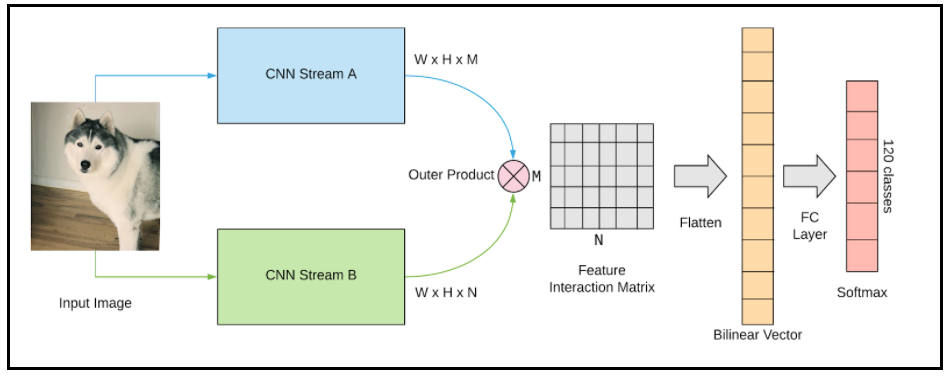 CNN Stream A
W x H x M
Outer Product
M
N
Feature
Interaction Matrix
CNN Stream B
W x H x N
Input Image
Flatten
Bilinear Vector
FC
Layer
120 classes
Softmax